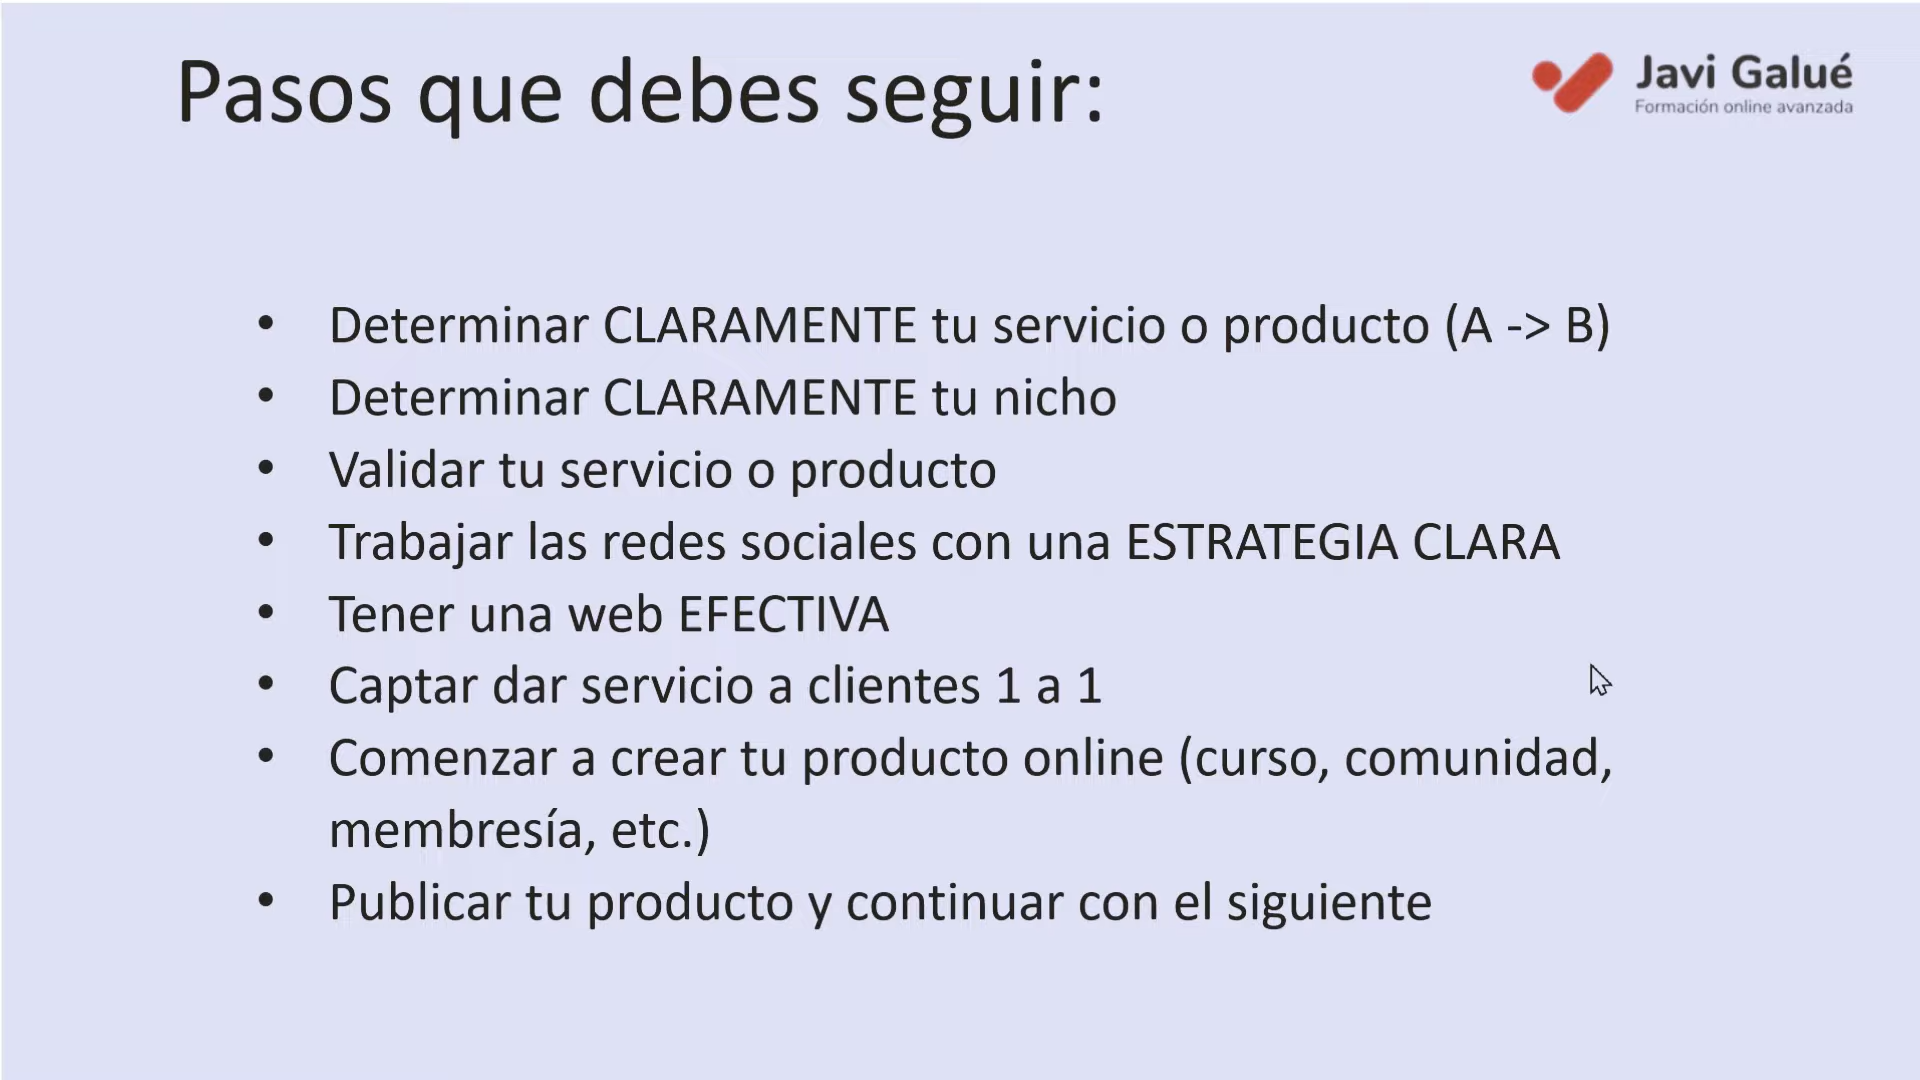 Pasos que debes seguir:
Javi Galué
Formación online avanzada
• Determinar CLARAMENTE tu servicio o producto (A -> B)
• Determinar CLARAMENTE tu nicho
• Validar tu servicio o producto
• Trabajar las redes sociales con una ESTRATEGIA CLARA
• Tener una web EFECTIVA
• Captar dar servicio a clientes 1 a 1
• Comenzar a crear tu producto online (curso, comunidad,
membresía, etc.)
• Publicar tu producto y continuar con el siguiente